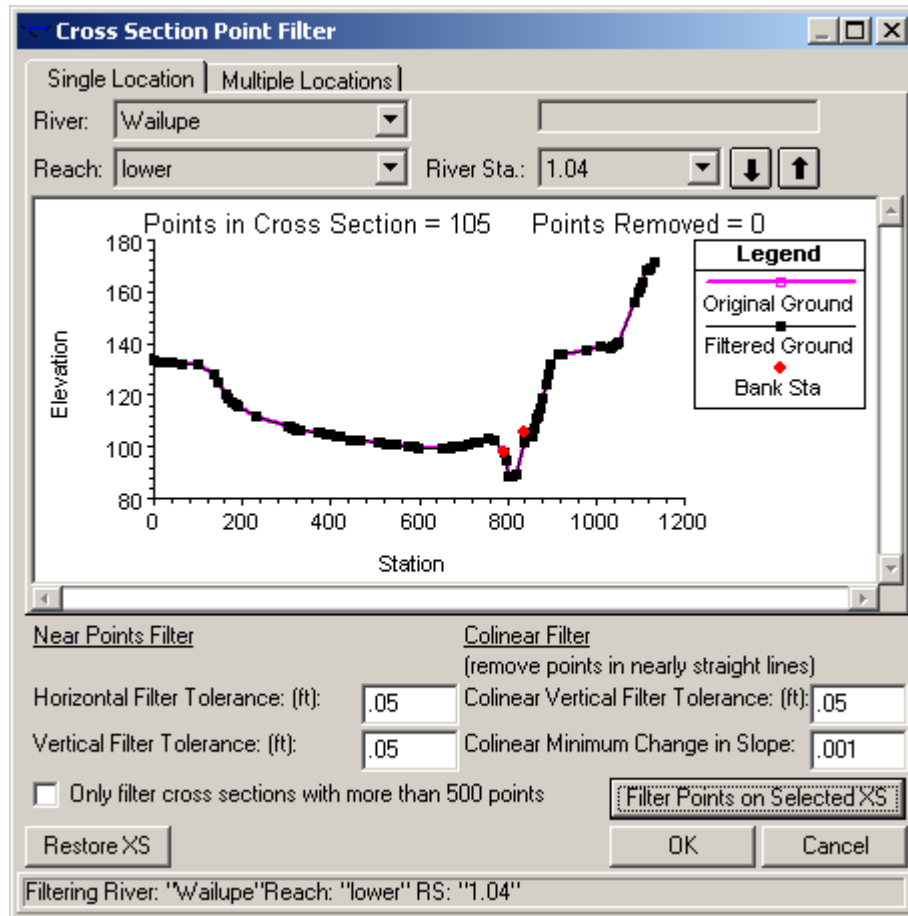 Cross Section Point Filter
Single Location Multiple Locations
River: Wailupe
Reach: lower River Sta.: 1.04
Points in Cross Section = 105 Points Removed = 0
180
160
140
120
100
80
Elevation
0 200 400 600 800 1000 1200
Station
Legend
Original Ground
Filtered Ground
Bank Sta
Near Points Filter Colinear Filter
(remove points in nearly straight lines)
Horizontal Filter Tolerance: (ft): .05 Colinear Vertical Filter Tolerance: (ft): .05
Vertical Filter Tolerance: (ft): .05 Colinear Minimum Change in Slope: .001
Only filter cross sections with more than 500 points Filter Points on Selected XS
Restore XS OK Cancel
Filtering River: "Wailupe"Reach: "lower" RS: "1.04"